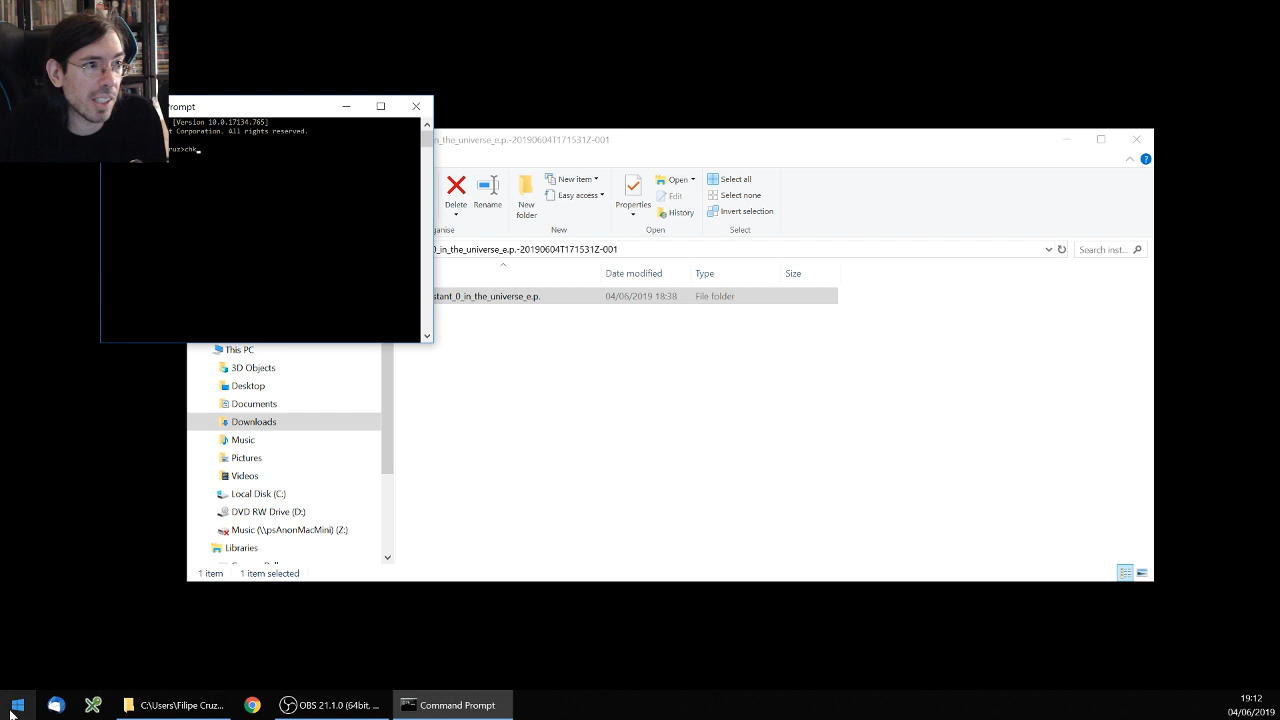 Prompt
[Version 10.0.17134.765]
t Corporation. All rights reserved.
ruz>chk
in_the_universe_e.p.-20190604T171531Z-001
Delete
Rename
New folder
New item
Easy access
Properties
Open
Edit
History
Select all
Select none
Invert selection
ganise
New
Open
Select
0_in_the_universe_e.p.-20190604T171531Z-001
Search inst...
Date modified
Type
Size
stant_0_in_the_universe_e.p.
04/06/2019 18:38
File folder
This PC
3D Objects
Desktop
Documents
Downloads
Music
Pictures
Videos
Local Disk (C:)
DVD RW Drive (D:)
Music (\\psAnonMacMini) (Z:)
Libraries
1 item
1 item selected
C:\Users\Filipe Cruz...
OBS 21.1.0 (64bit, ...
Command Prompt
19:12
04/06/2019